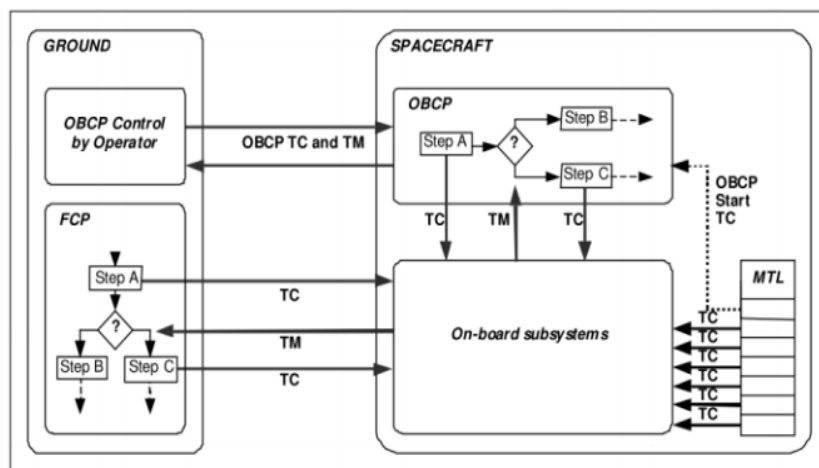 GROUND
OBCP Control
by Operator
FCP
Step A
?
Step B
Step C
OBCP TC and TM
TC
TM
TC
SPACECRAFT
OBCP
Step A
?
Step B
Step C
TC
TM
TC
On-board subsystems
OBCP
Start
TC
MTL
TC
TC
TC
TC
TC
TC